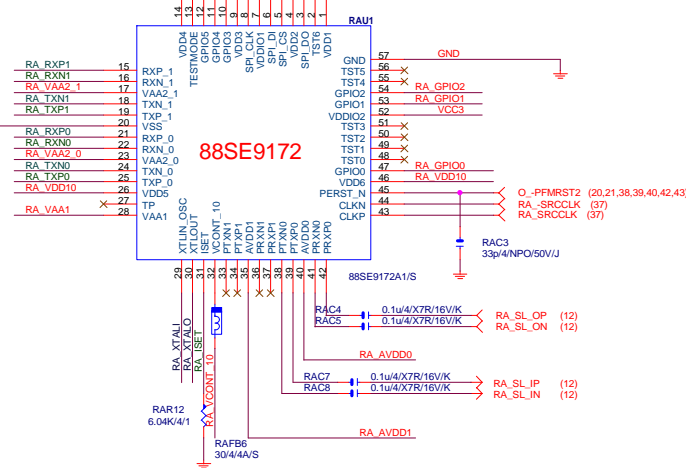 RAU1
14 13 12 11 10 9 8 7 6 5 4 3 2 1
VDD4 TESTMODE GPIO5 GPIO4 GPIO3 VDD3 SPI_CLK VDDIO1 SPI_DI SPI_CS VDD2 SPI_DO TST6 VDD1
RA_RXP1 15 RXP_1
RA_RXN1 16 RXN_1
RA_VAA2_1 17 VAA2_1
RA_TXN1 18 TXN_1
RA_TXP1 19 TXP_1
20 VSS
RA_RXP0 21 RXP_0
RA_RXN0 22 RXN_0
RA_VAA2_0 23 VAA2_0
RA_TXN0 24 TXN_0
RA_TXP0 25 TXP_0
RA_VDD10 26 VDD5
27 TP
RA_VAA1 28 VAA1
88SE9172
GND 57 GND
TST5 56
TST4 55
GPIO2 54 RA_GPIO2
GPIO1 53 RA_GPIO1
VDDIO2 52 VCC3
TST3 51
TST2 50
TST1 49
TST0 48
GPIO0 47 RA_GPIO0
VDD6 46 RA_VDD10
PERST_N 45 O_-PFMRST2 (20,21,38,39,40,42,43)
CLKN 44 RA_-SRCCLK (37)
CLKP 43 RA_SRCCLK (37)
XTLIN_OSC XTLOUT ISET VCONT_10 PTXN1 PTXP1 AVDD1 PRXN1 PRXP1 PTXN0 PTXP0 AVDD0 PRXN0 PRXP0
29 30 31 32 33 34 35 36 37 38 39 40 41 42
88SE9172A1/S
RAC3
33p/4/NPO/50V/J
RA_XTALI
RA_XTALO
RA_ISET
RA_VCONT_10
RAC4 0.1u/4/X7R/16V/K RA_SL_OP (12)
RAC5 0.1u/4/X7R/16V/K RA_SL_ON (12)
RA_AVDD0
RAC7 0.1u/4/X7R/16V/K RA_SL_IP (12)
RAC8 0.1u/4/X7R/16V/K RA_SL_IN (12)
RA_AVDD1
RAR12
6.04K/4/1
RAFB6
30/4/4A/S